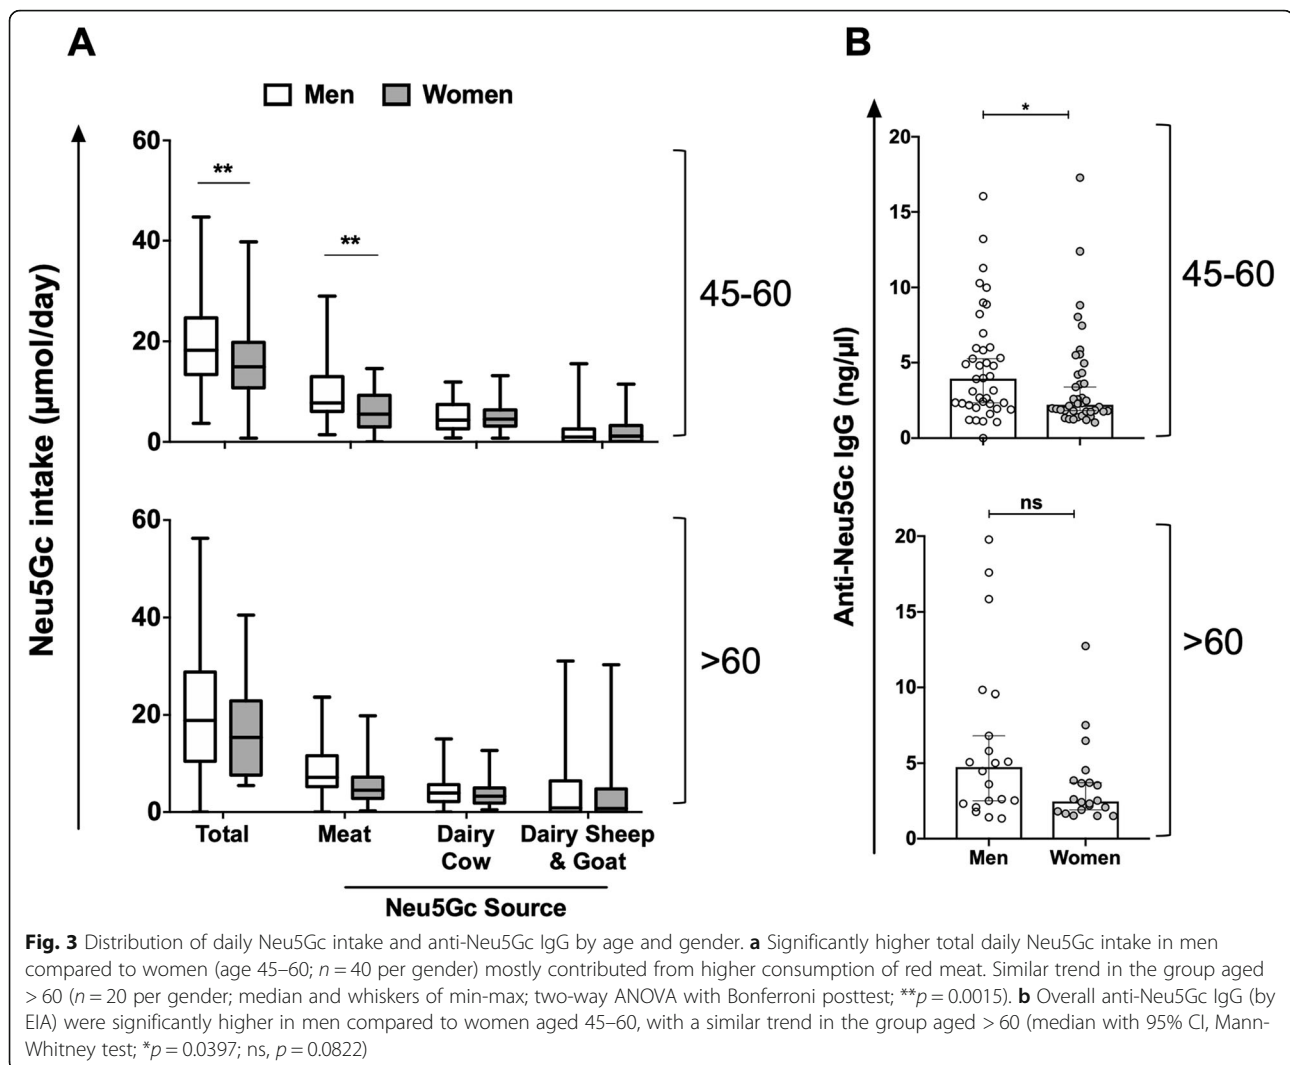 A
Men Women
Neu5Gc intake (µmol/day)
60
40
20
0
**
**
45-60
60
40
20
0
>60
Total
Meat
Dairy
Cow
Dairy Sheep
& Goat
Neu5Gc Source
B
Anti-Neu5Gc IgG (ng/µl)
20
15
10
5
0
*
45-60
20
15
10
5
0
ns
>60
Men
Women
Fig. 3 Distribution of daily Neu5Gc intake and anti-Neu5Gc IgG by age and gender. a Significantly higher total daily Neu5Gc intake in men
compared to women (age 45–60; n = 40 per gender) mostly contributed from higher consumption of red meat. Similar trend in the group aged
> 60 (n = 20 per gender; median and whiskers of min-max; two-way ANOVA with Bonferroni posttest; **p = 0.0015). b Overall anti-Neu5Gc IgG (by
EIA) were significantly higher in men compared to women aged 45–60, with a similar trend in the group aged > 60 (median with 95% CI, Mann-
Whitney test; *p = 0.0397; ns, p = 0.0822)